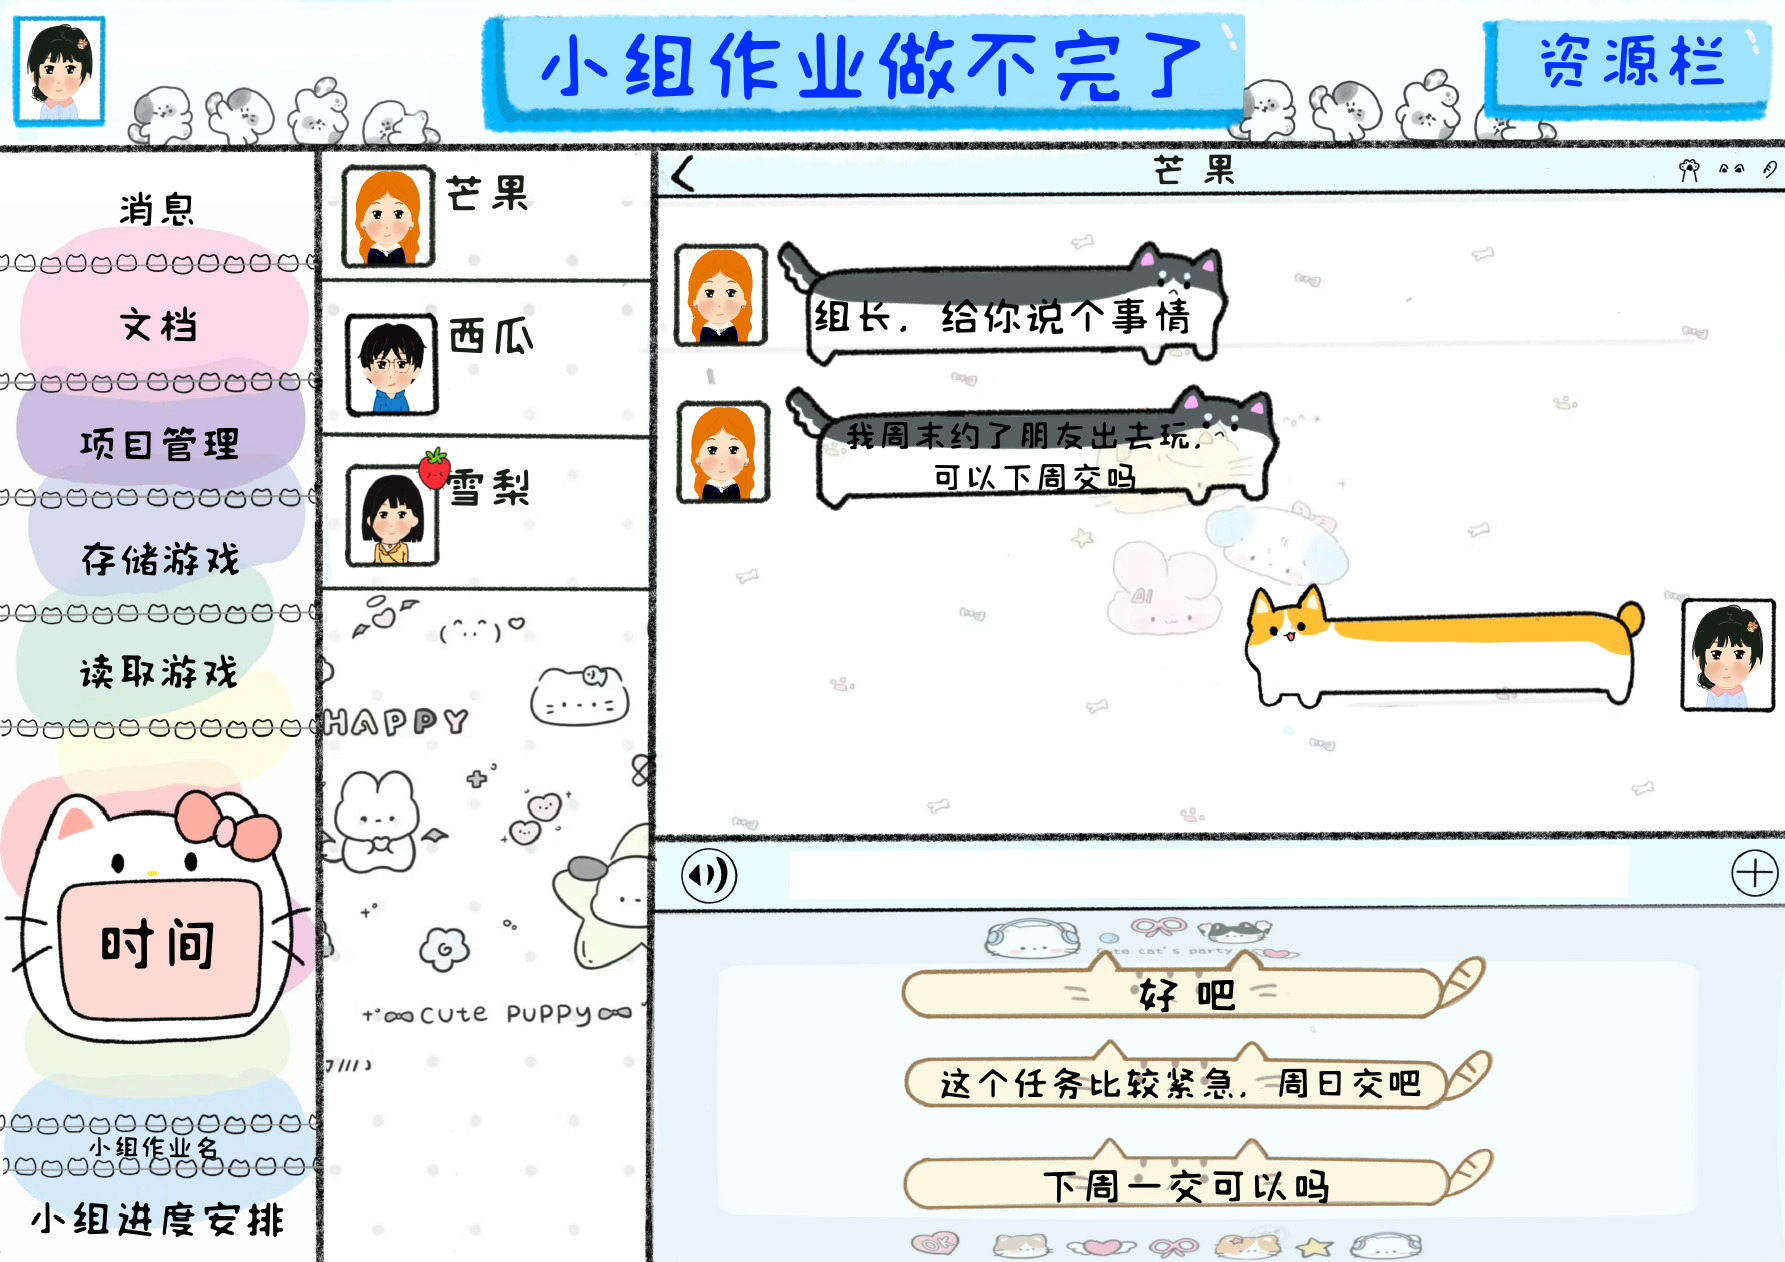 小组作业做不完了
资源栏
消息
文档
项目管理
存储游戏
读取游戏
时间
小组作业名
小组进度安排
芒果
西瓜
雪梨
HAPPY
cute puppy
芒果
组长，给你说个事情
我周末约了朋友出去玩，
可以下周交吗
cute cat's party
好吧
这个任务比较紧急，周日交吧
下周一交可以吗
OK